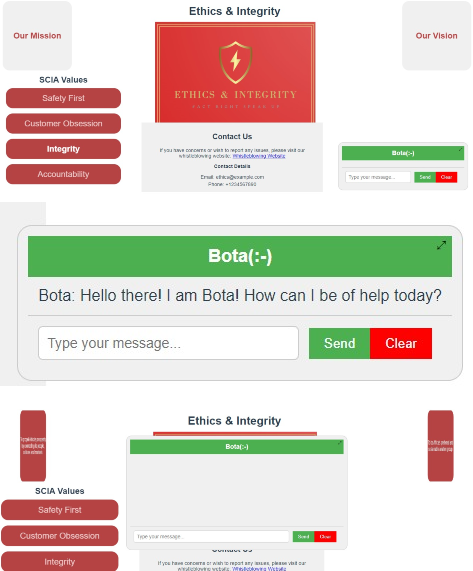 Ethics & Integrity
Our Mission
Our Vision
SCIA Values
Safety First
Customer Obsession
Integrity
Accountability
ETHICS & INTEGRITY
Contact Us
If you have concerns or wish to report any issues, please visit our
whistleblowing website: Whistleblowing Website
Contact Details
Email: ethics@example.com
Phone: +1234567890
Bota(:-)
Type your message...
Send
Clear
Bota(:-)
Bota: Hello there! I am Bota! How can I be of help today?
Type your message...
Send
Clear
Ethics & Integrity
Bota(:-)
SCIA Values
Safety First
Customer Obsession
Integrity
Type your message...
Send
Clear
Contact Us
If you have concerns or wish to report any issues, please visit our
whistleblowing website: Whistleblowing Website